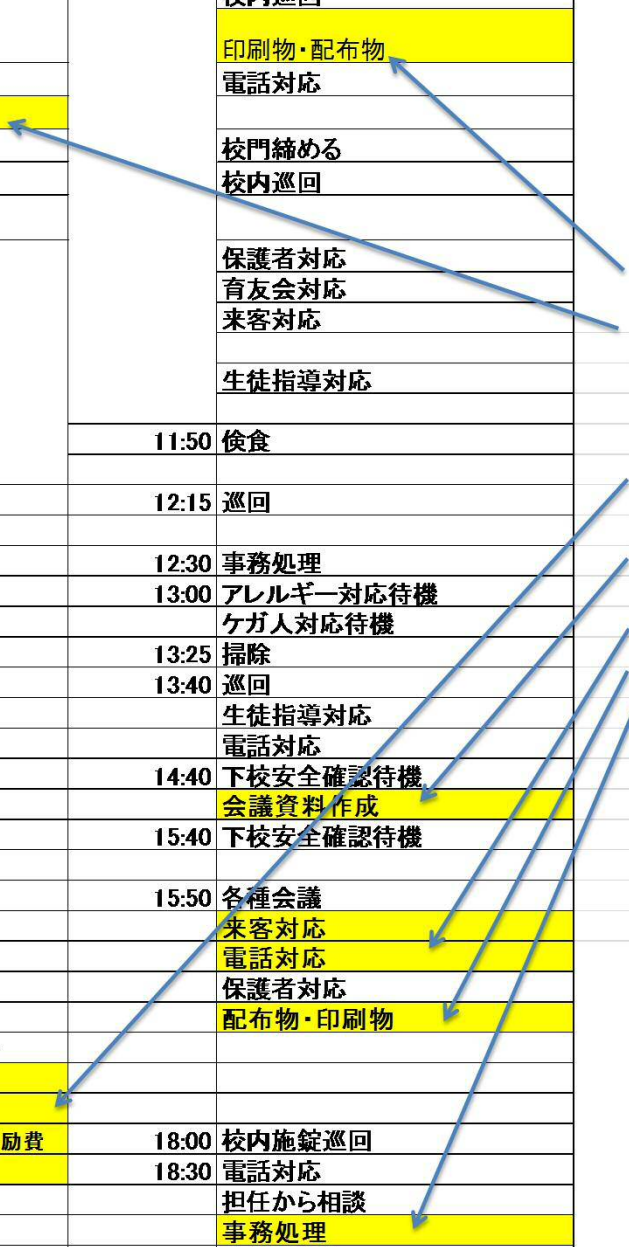 校内巡回
印刷物・配布物
電話対応
校門締める
校内巡回
保護者対応
育友会対応
来客対応
生徒指導対応
11:50 倹食
12:15 巡回
12:30 事務処理
13:00 アレルギー対応待機
ケガ人対応待機
13:25 掃除
13:40 巡回
生徒指導対応
電話対応
14:40 下校安全確認待機
会議資料作成
15:40 下校安全確認待機
15:50 各種会議
来客対応
電話対応
保護者対応
配布物・印刷物
励費 18:00 校内施錠巡回
18:30 電話対応
担任から相談
事務処理